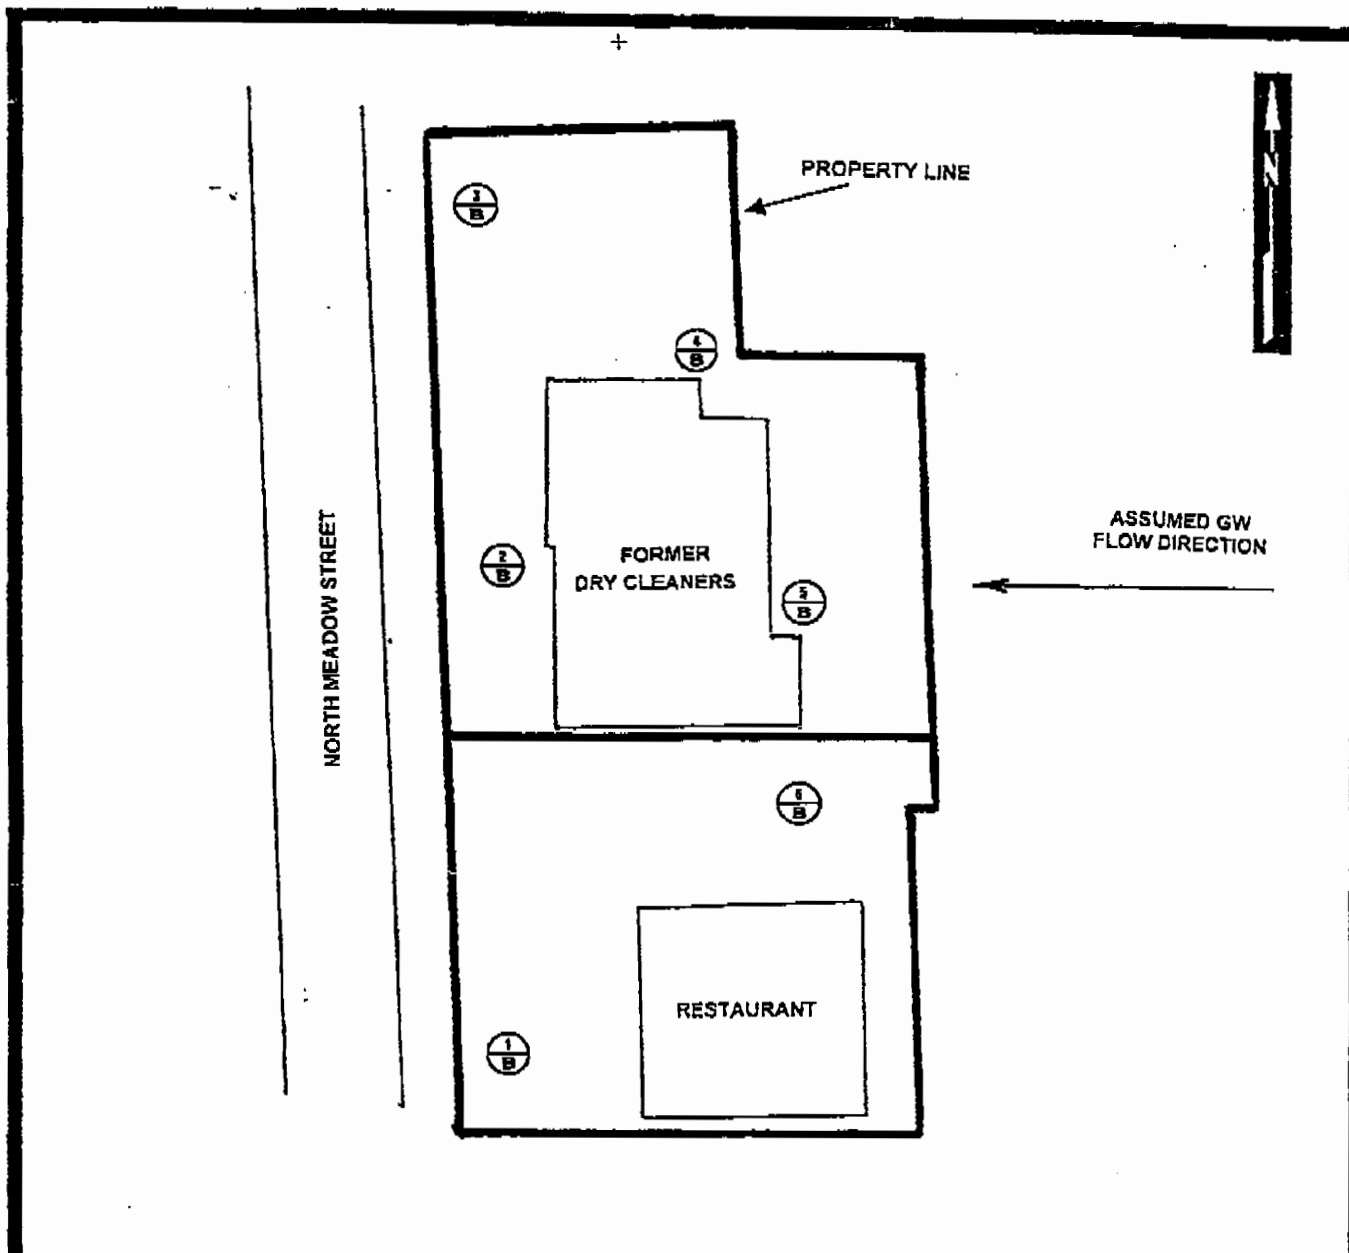 PROPERTY LINE
N
3
B
4
B
ASSUMED GW
FLOW DIRECTION
NORTH MEADOW STREET
2
B
FORMER
DRY CLEANERS
5
B
6
B
RESTAURANT
1
B